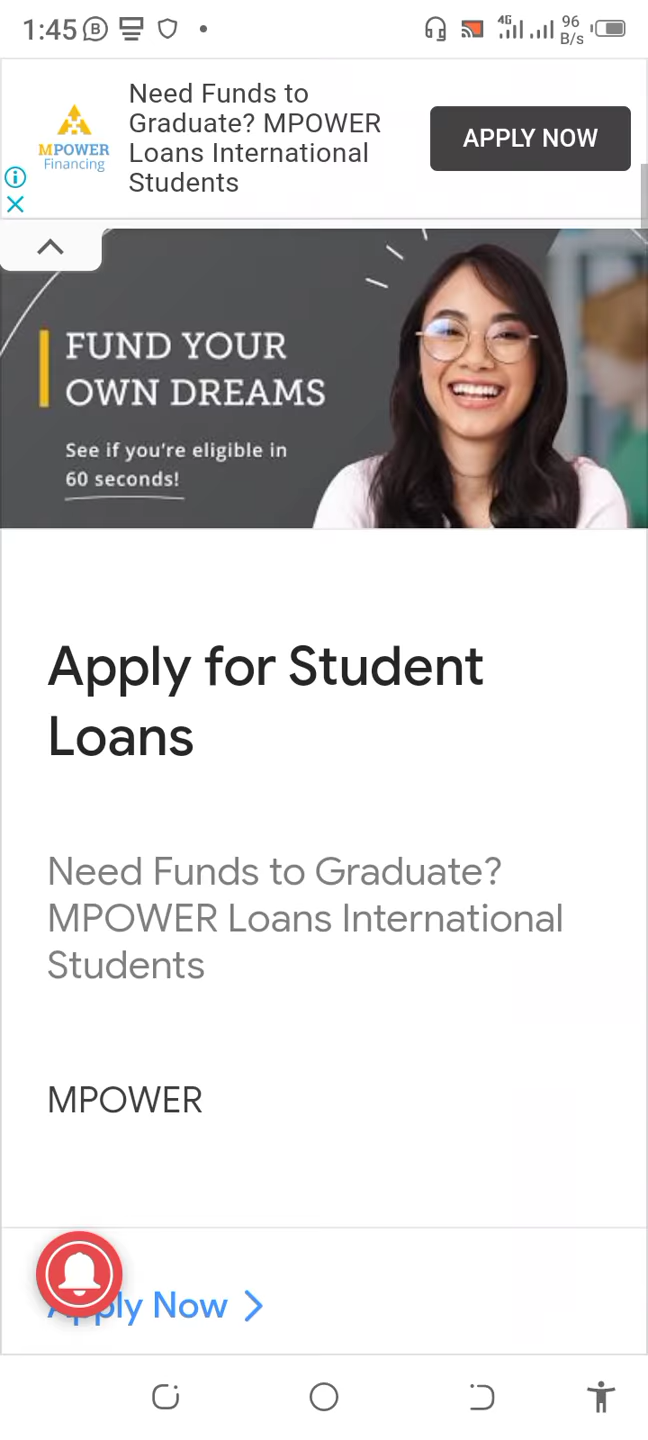 1:45
4G
96
B/s
Need Funds to
Graduate? MPOWER
Loans International
Students
MPOWER
Financing
APPLY NOW
FUND YOUR
OWN DREAMS
See if you're eligible in
60 seconds!
Apply for Student
Loans
Need Funds to Graduate?
MPOWER Loans International
Students
MPOWER
Apply Now